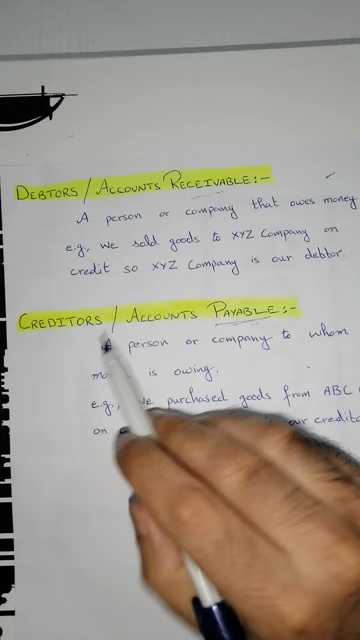 DEBTORS / ACCOUNTS RECEIVABLE:-
A person or company that owes money
e.g., we sold goods to XYZ Company on
credit so XYZ Company is our debtor.
CREDITORS / ACCOUNTS PAYABLE:-
A person or company to whom
is owing.
e.g., we purchased goods from ABC
on is our